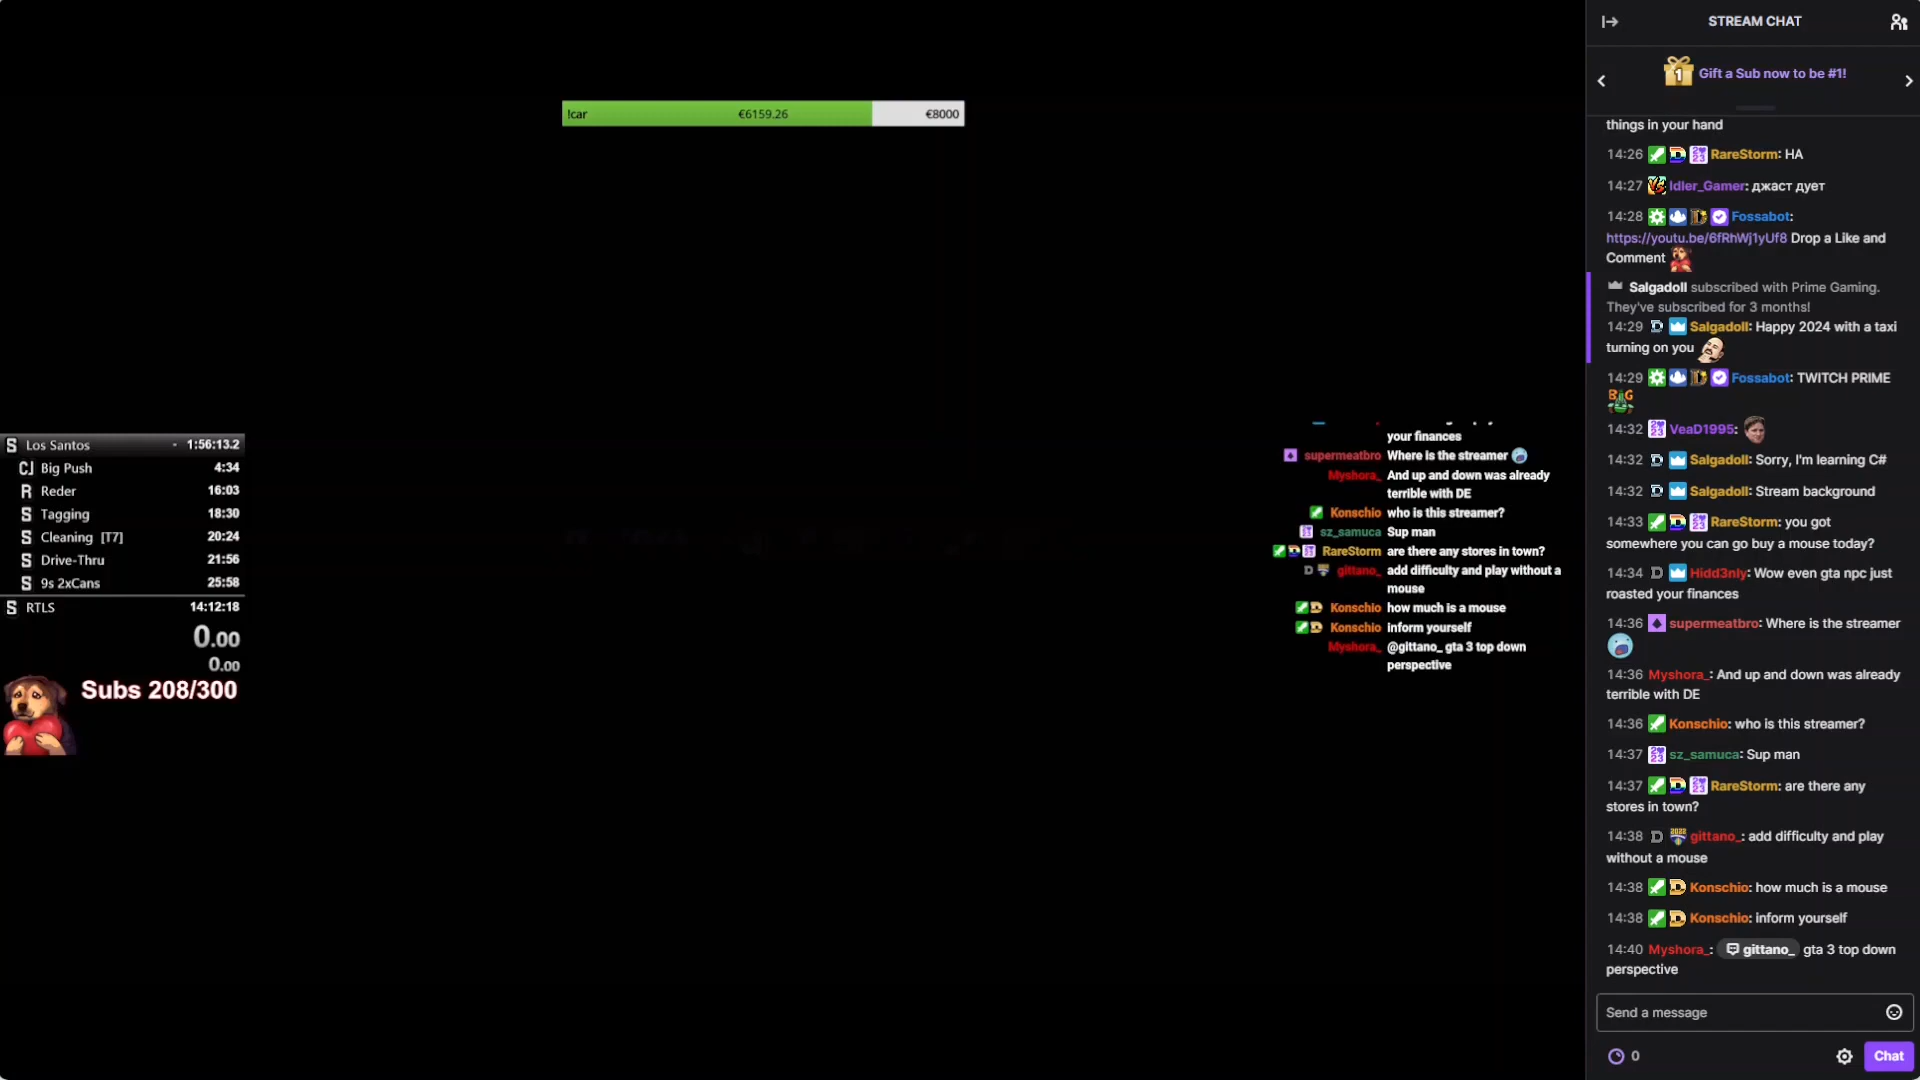 !car €6159.26 €8000
Los Santos - 1:56:13.2
CJ Big Push 4:34
R Reder 16:03
Tagging 18:30
Cleaning [T7] 20:24
Drive-Thru 21:56
9s 2xCans 25:58
RTLS 14:12:18
0.00
0.00
Subs 208/300
your finances
supermeatbro Where is the streamer
Myshora_ And up and down was already
terrible with DE
Konschio who is this streamer?
sz_samuca Sup man
RareStorm are there any stores in town?
gittano_ add difficulty and play without a
mouse
Konschio how much is a mouse
Konschio inform yourself
Myshora_ @gittano_ gta 3 top down
perspective
STREAM CHAT
Gift a Sub now to be #1!
things in your hand
14:26 RareStorm: HA
14:27 Idler_Gamer: джаст дует
14:28 Fossabot:
https://youtu.be/6fRhWj1yUf8 Drop a Like and
Comment
Salgadoll subscribed with Prime Gaming.
They've subscribed for 3 months!
14:29 Salgadoll: Happy 2024 with a taxi
turning on you
14:29 Fossabot: TWITCH PRIME
BIG
14:32 VeaD1995:
14:32 Salgadoll: Sorry, I'm learning C#
14:32 Salgadoll: Stream background
14:33 RareStorm: you got
somewhere you can go buy a mouse today?
14:34 Hidd3nly: Wow even gta npc just
roasted your finances
14:36 supermeatbro: Where is the streamer
14:36 Myshora_: And up and down was already
terrible with DE
14:36 Konschio: who is this streamer?
14:37 sz_samuca: Sup man
14:37 RareStorm: are there any
stores in town?
14:38 gittano_: add difficulty and play
without a mouse
14:38 Konschio: how much is a mouse
14:38 Konschio: inform yourself
14:40 Myshora_: gittano_ gta 3 top down
perspective
Send a message
0
Chat